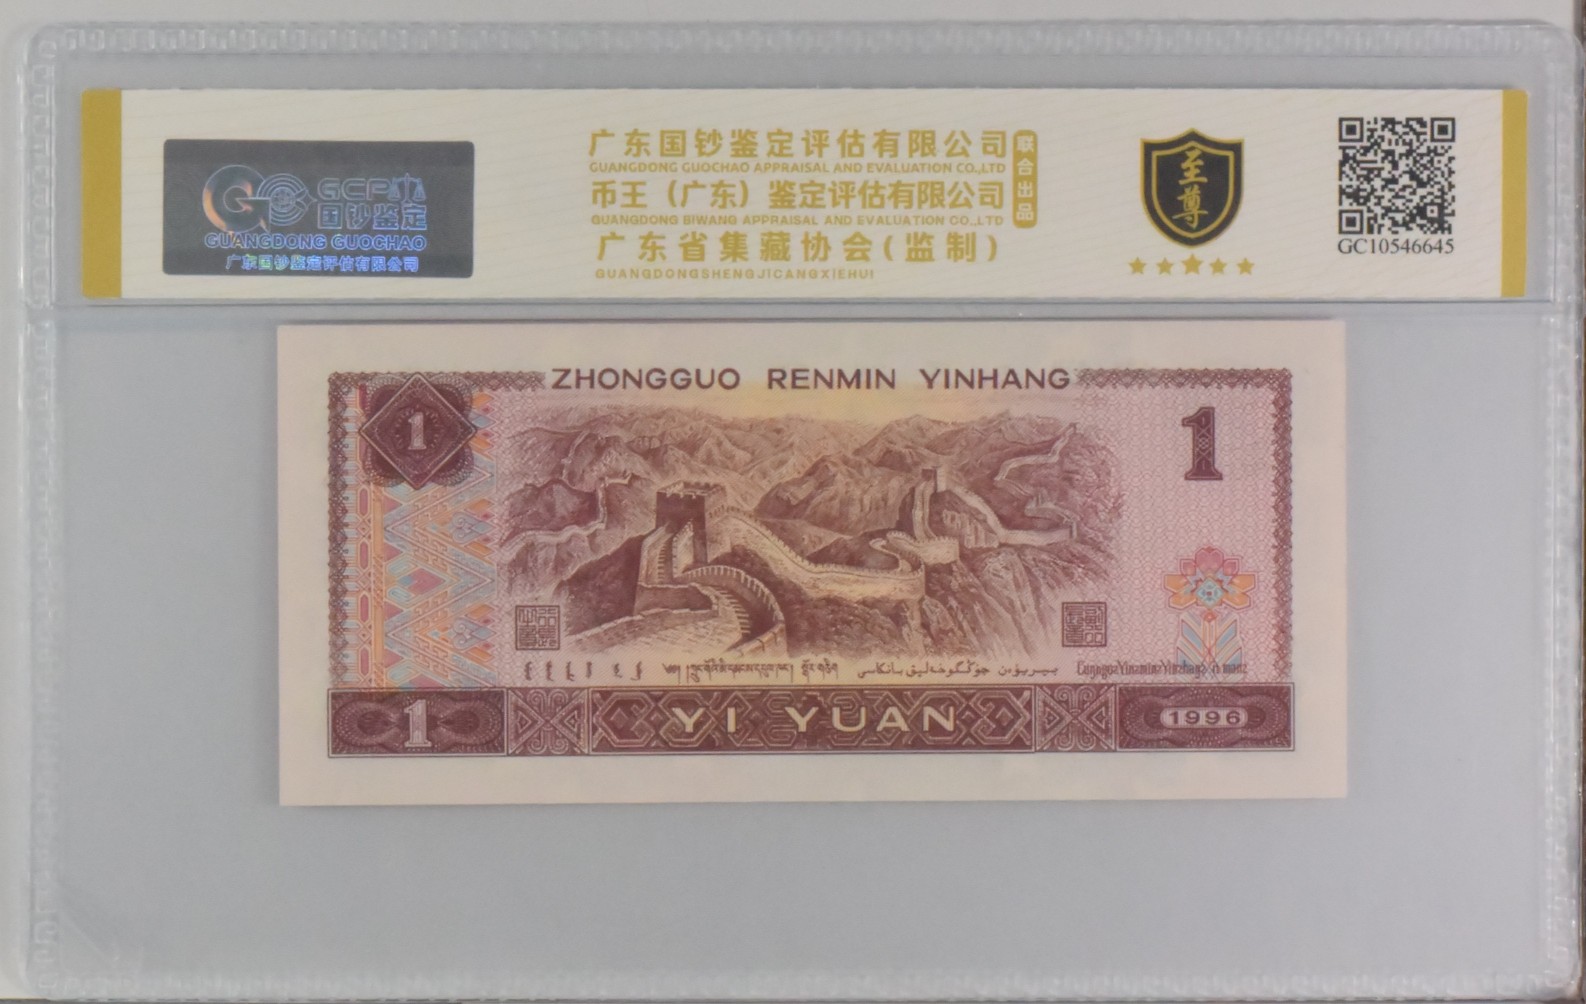 广东国钞鉴定评估有限公司
GUANGDONG GUOCHAO APPRAISAL AND EVALUATION CO.,LTD
币王（广东）鉴定评估有限公司
GUANGDONG BIWANG APPRAISAL AND EVALUATION CO.,LTD
广东省集藏协会(监制)
GUANGDONGSHENGJICANGXIEHUI
联合出品
GCP
国钞鉴定
GUANGDONG GUOCHAO
广东国钞鉴定评估有限公司
至尊
GC10546645
ZHONGGUO RENMIN YINHANG
1
1
1
YI YUAN
1996